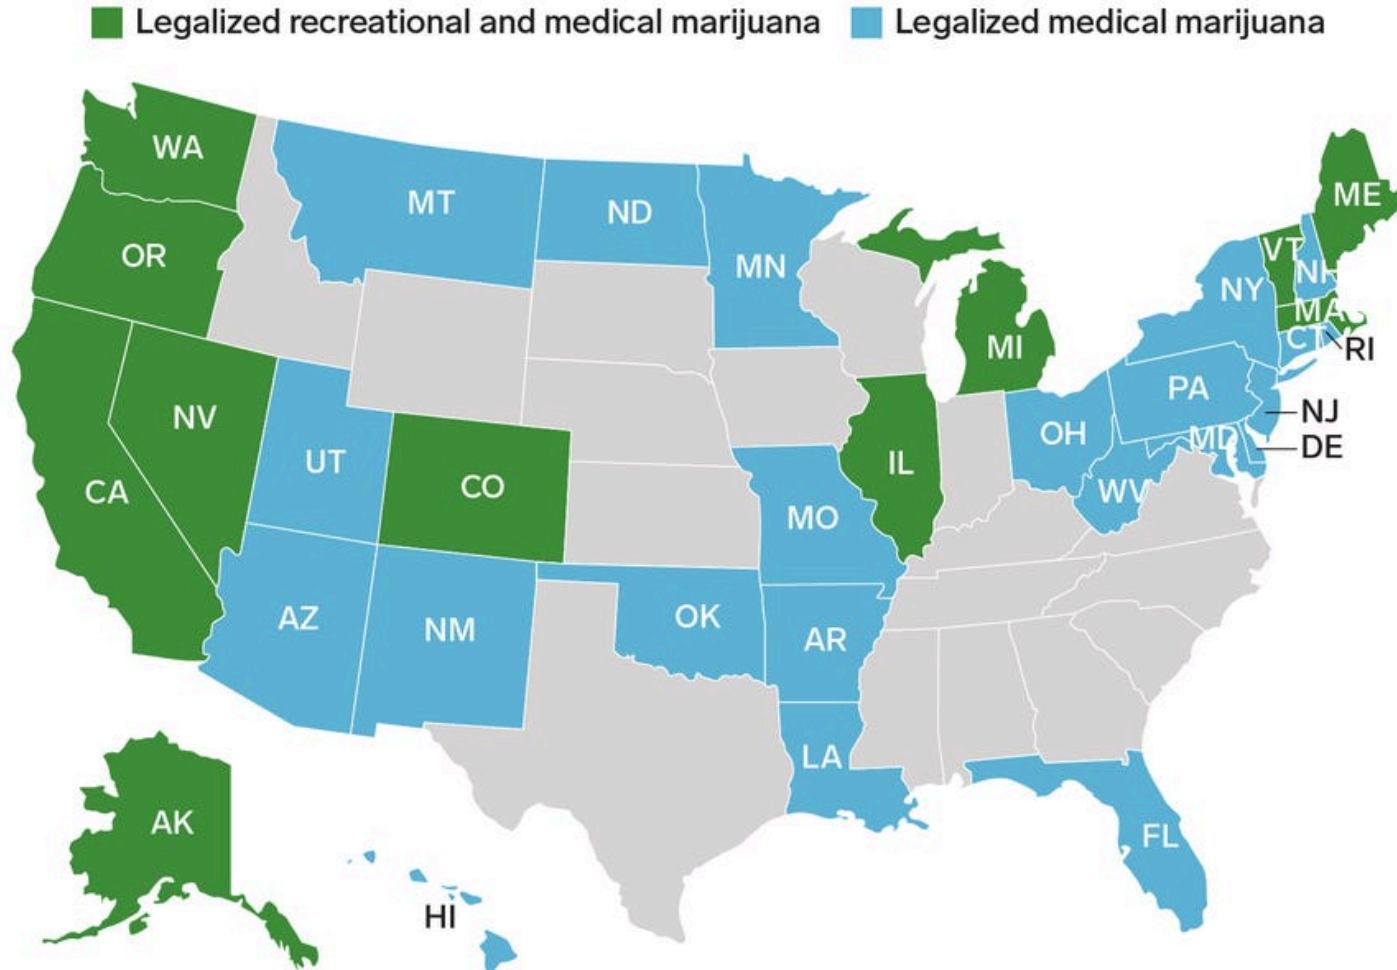 Legalized recreational and medical marijuana
Legalized medical marijuana
WA
MT
ND
ME
OR
MN
VT
NH
NY
MA
MI
CT
RI
PA
NV
NJ
OH
MD
DE
UT
IL
CO
WV
CA
MO
AZ
NM
OK
AR
LA
AK
FL
HI